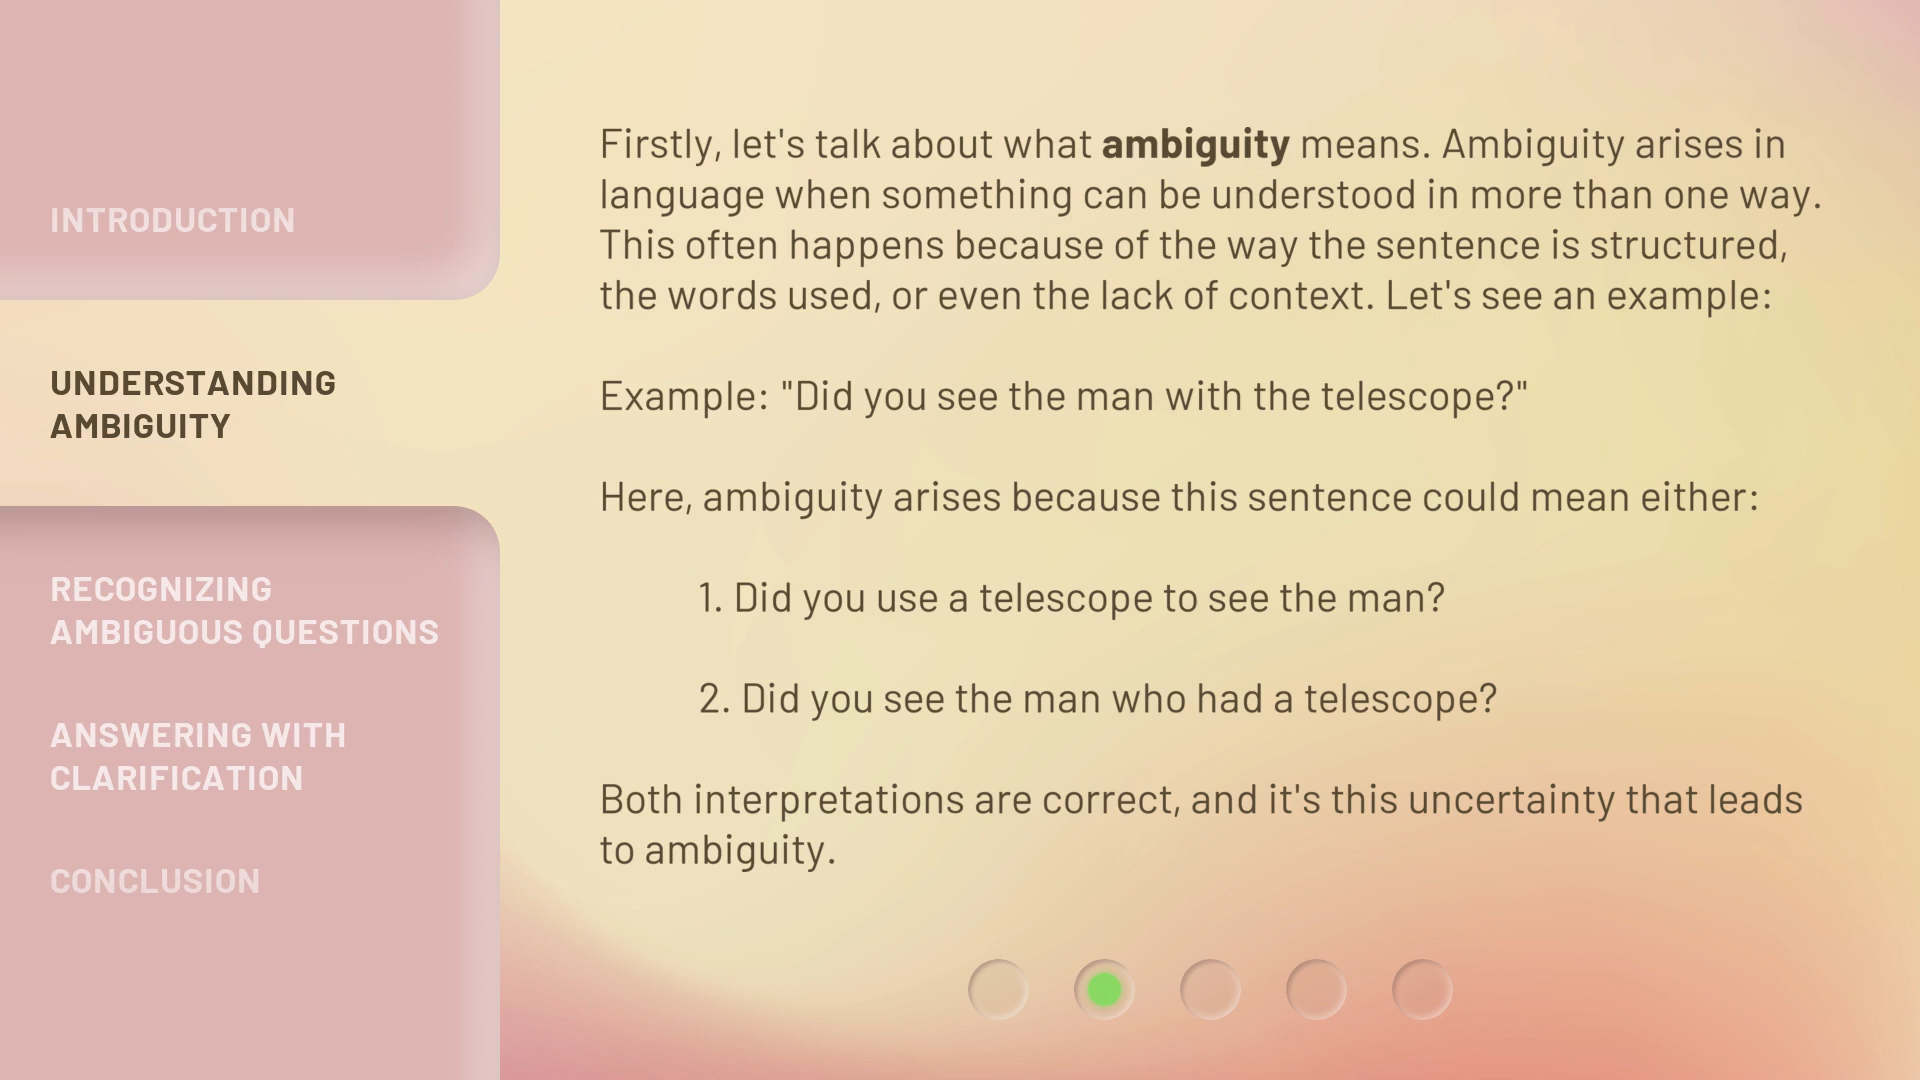 INTRODUCTION
UNDERSTANDING
AMBIGUITY
RECOGNIZING
AMBIGUOUS QUESTIONS
ANSWERING WITH
CLARIFICATION
CONCLUSION
Firstly, let's talk about what ambiguity means. Ambiguity arises in
language when something can be understood in more than one way.
This often happens because of the way the sentence is structured,
the words used, or even the lack of context. Let's see an example:
Example: "Did you see the man with the telescope?"
Here, ambiguity arises because this sentence could mean either:
1. Did you use a telescope to see the man?
2. Did you see the man who had a telescope?
Both interpretations are correct, and it's this uncertainty that leads
to ambiguity.